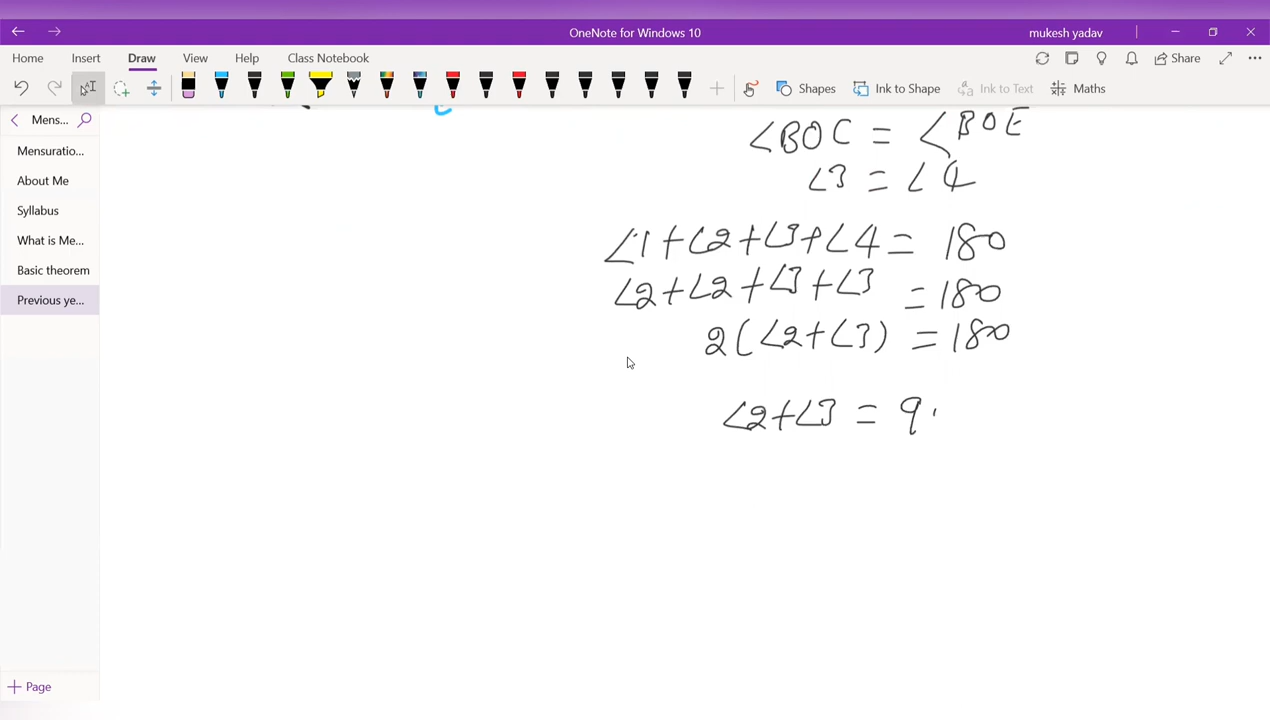 OneNote for Windows 10
mukesh yadav
Home Insert Draw View Help Class Notebook
Share
Shapes Ink to Shape Ink to Text Maths
Mens...
Mensuratio...
About Me
Syllabus
What is Me...
Basic theorem
Previous ye...
Page
∠BOC = ∠BOE
∠3 = ∠4
∠1+∠2+∠3+∠4 = 180
∠2+∠2+∠3+∠3 = 180
2(∠2+∠3) = 180
∠2+∠3 = 9